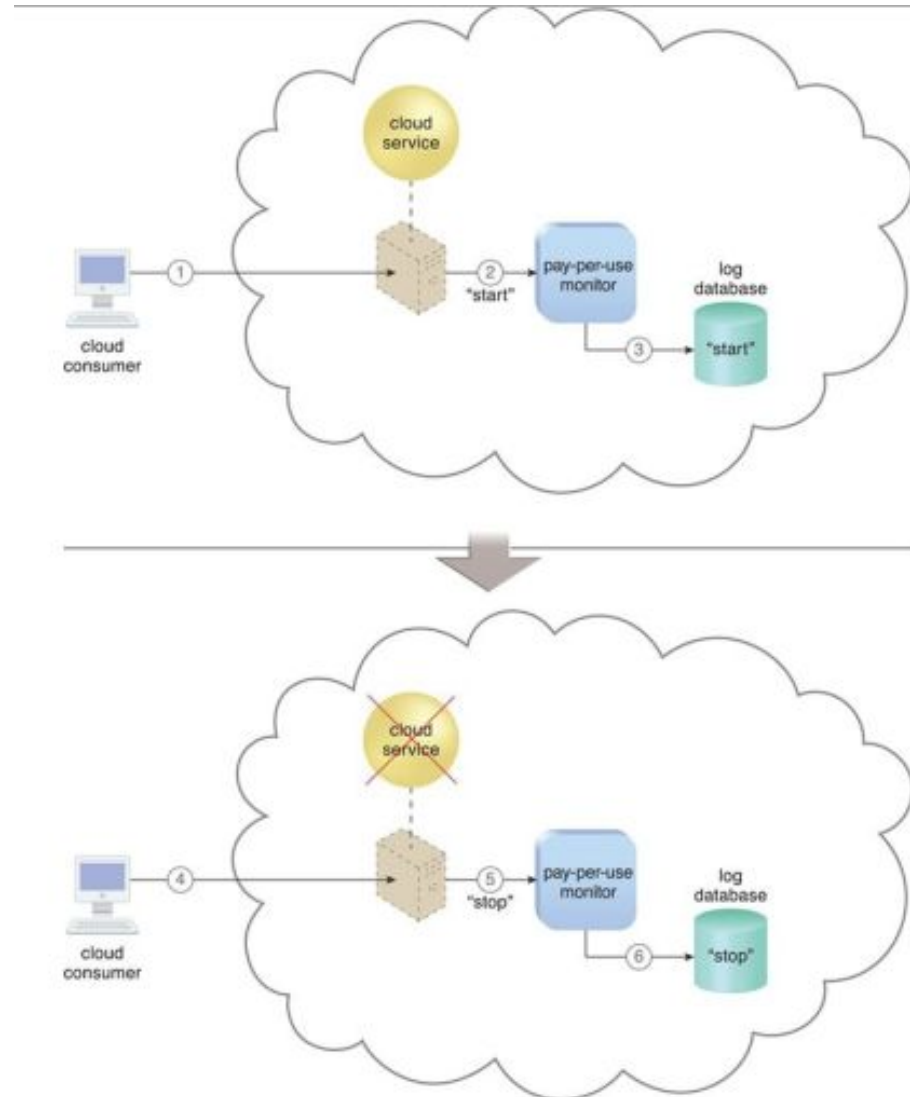 cloud
service
cloud
consumer
1
2
"start"
pay-per-use
monitor
3
log
database
"start"
cloud
service
cloud
consumer
4
5
"stop"
pay-per-use
monitor
6
log
database
"stop"